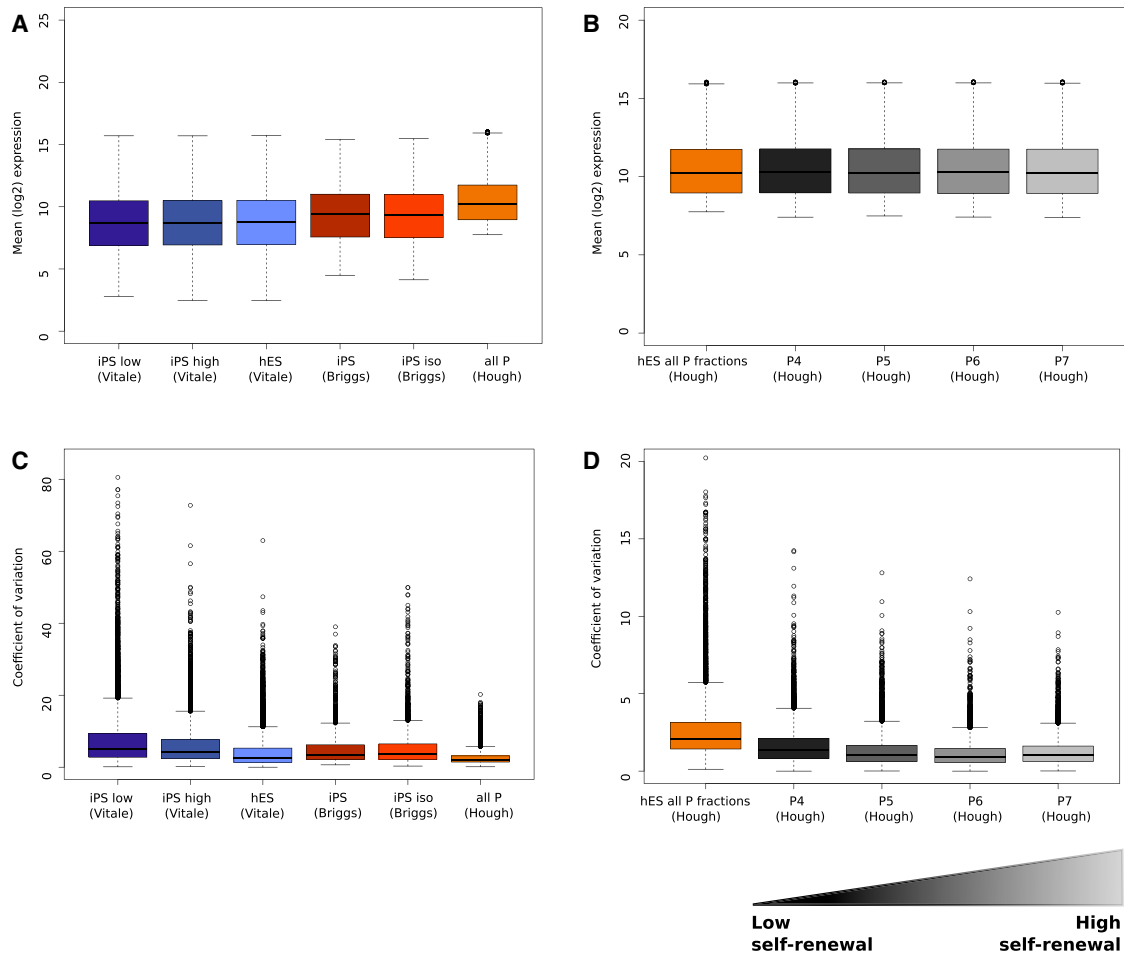 A
25
20
15
10
5
0
Mean (log2) expression
iPS low
(Vitale)
iPS high
(Vitale)
hES
(Vitale)
iPS
(Briggs)
iPS iso
(Briggs)
all P
(Hough)
B
20
15
10
5
0
Mean (log2) expression
hES all P fractions
(Hough)
P4
(Hough)
P5
(Hough)
P6
(Hough)
P7
(Hough)
C
80
60
40
20
0
Coefficient of variation
iPS low
(Vitale)
iPS high
(Vitale)
hES
(Vitale)
iPS
(Briggs)
iPS iso
(Briggs)
all P
(Hough)
D
20
15
10
5
0
Coefficient of variation
hES all P fractions
(Hough)
P4
(Hough)
P5
(Hough)
P6
(Hough)
P7
(Hough)
Low
self-renewal
High
self-renewal